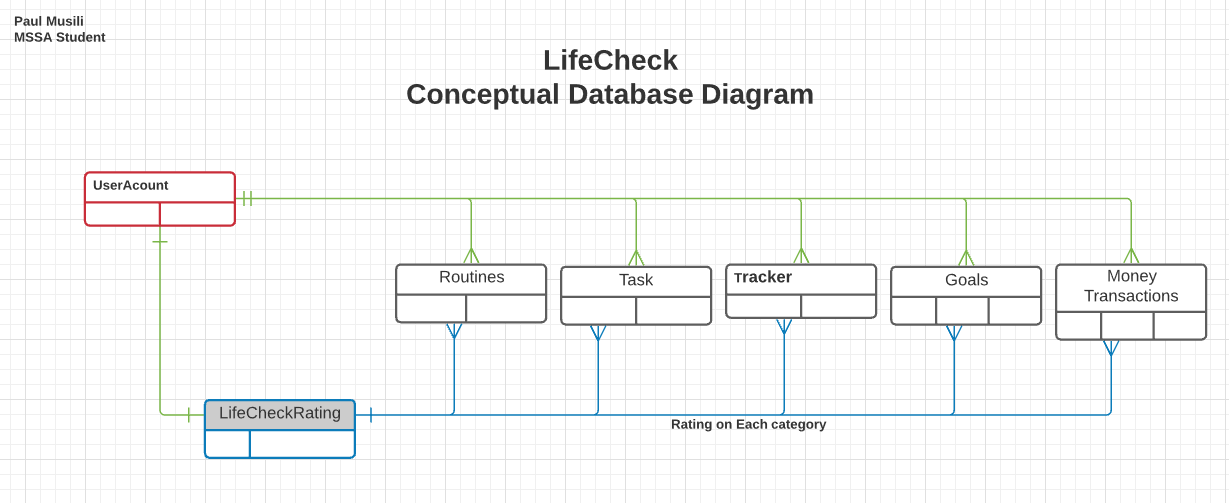 Paul Musili
MSSA Student
LifeCheck
Conceptual Database Diagram
UserAcount
Routines
Task
Tracker
Goals
Money
Transactions
LifeCheckRating
Rating on Each category